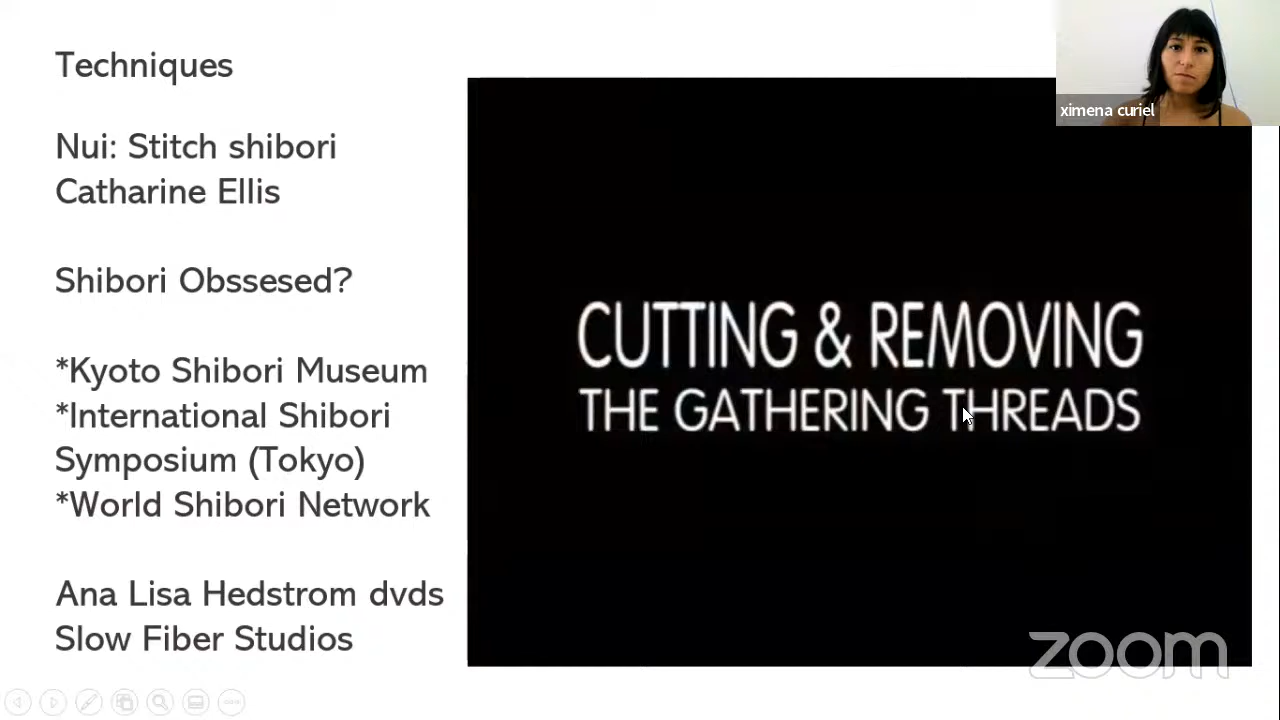 Techniques
Nui: Stitch shibori
Catharine Ellis
Shibori Obssesed?
*Kyoto Shibori Museum
*International Shibori
Symposium (Tokyo)
*World Shibori Network
Ana Lisa Hedstrom dvds
Slow Fiber Studios
CUTTING & REMOVING
THE GATHERING THREADS
ximena curiel
zoom